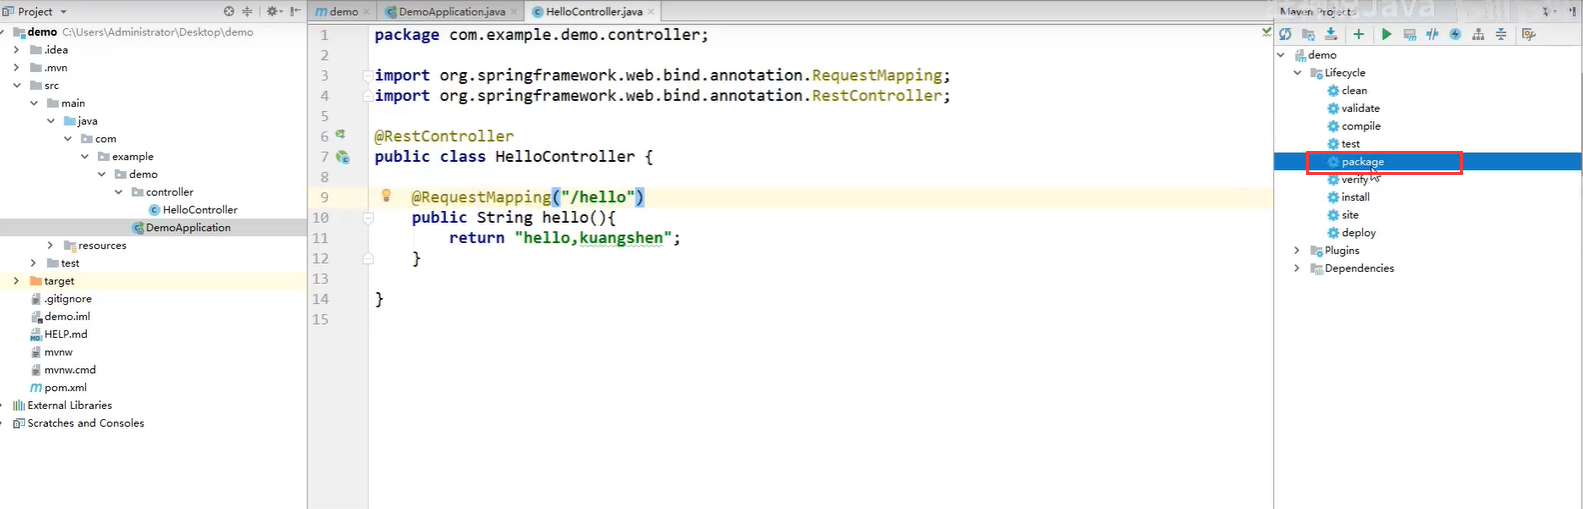 Project
demo C:\Users\Administrator\Desktop\demo
.idea
.mvn
src
main
java
com
example
demo
controller
HelloController
DemoApplication
resources
test
target
.gitignore
demo.iml
HELP.md
mvnw
mvnw.cmd
pom.xml
External Libraries
Scratches and Consoles
demo
DemoApplication.java
HelloController.java
1 package com.example.demo.controller;
2
3 import org.springframework.web.bind.annotation.RequestMapping;
4 import org.springframework.web.bind.annotation.RestController;
5
6 @RestController
7 public class HelloController {
8
9 @RequestMapping("/hello")
10 public String hello(){
11 return "hello,kuangshen";
12 }
13
14 }
15
Maven Projects
demo
Lifecycle
clean
validate
compile
test
package
verify
install
site
deploy
Plugins
Dependencies